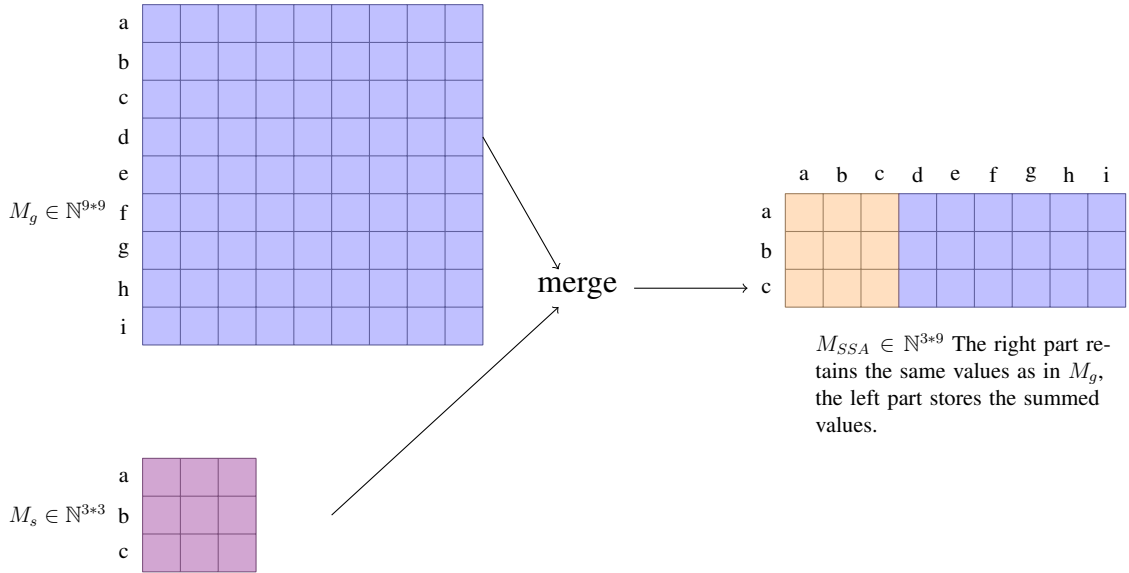 a
b
c
d
e
M_g ∈ ℕ^{9*9} f
g
h
i
merge
a b c d e f g h i
a
b
c
M_{SSA} ∈ ℕ^{3*9} The right part re-
tains the same values as in M_g,
the left part stores the summed
values.
a
M_s ∈ ℕ^{3*3} b
c